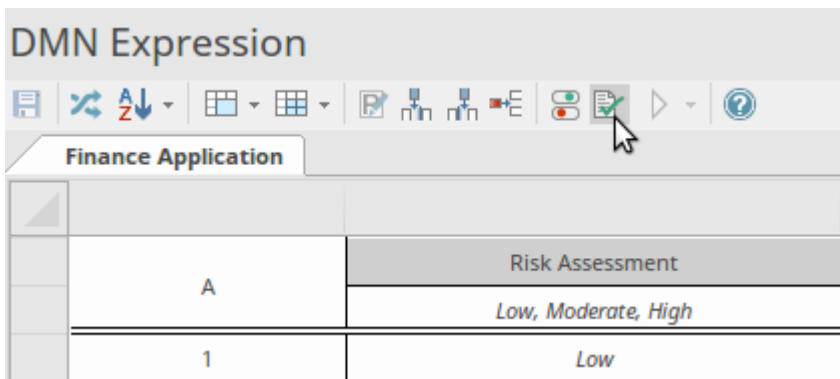 DMN Expression
Finance Application
Risk Assessment
A
Low, Moderate, High
1 Low